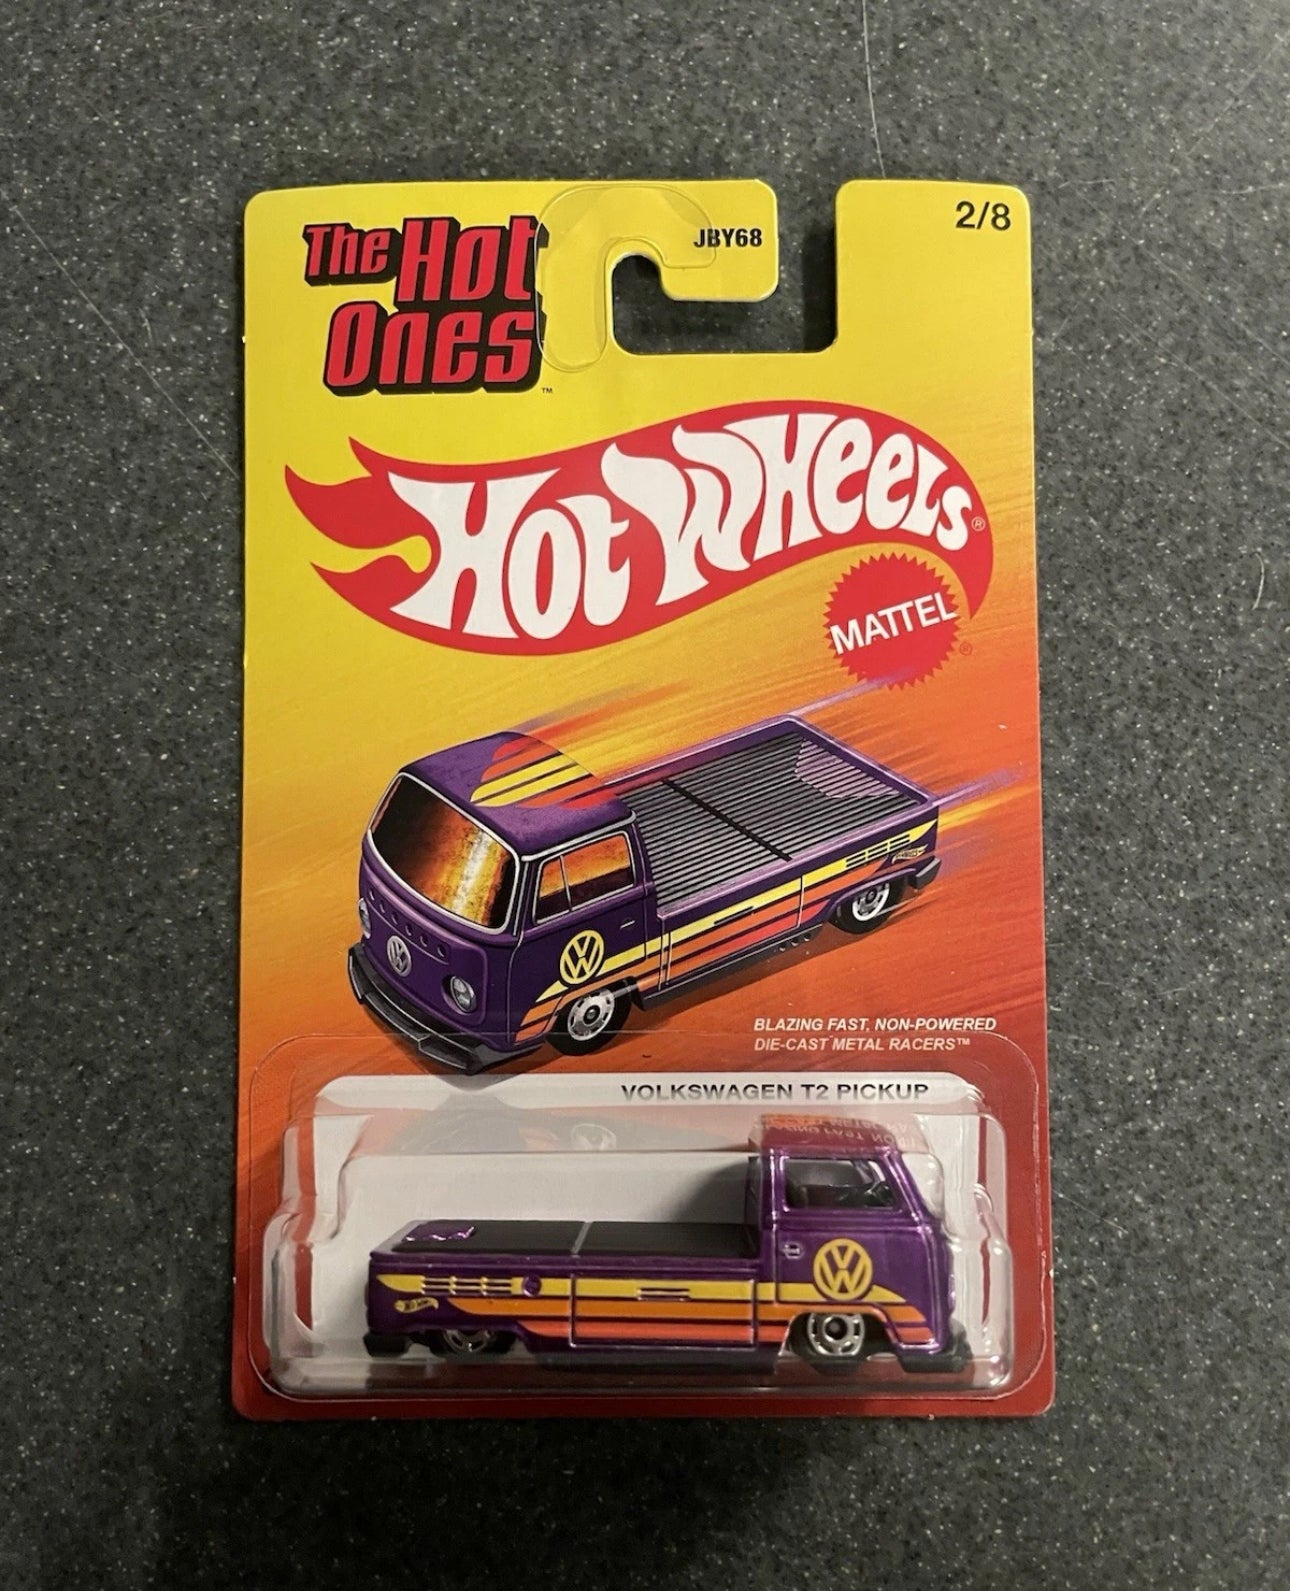 The Hot
Ones
™
JBY68
2/8
HOT WHEELS®
MATTEL®
BLAZING FAST, NON-POWERED
DIE-CAST METAL RACERS™
VOLKSWAGEN T2 PICKUP